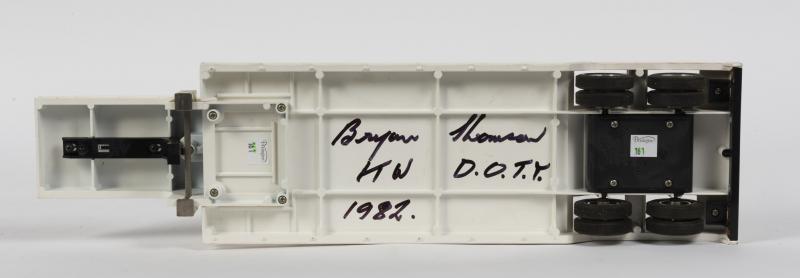 Bryan Thomson
KW D.O.T.Y.
1982.
161
161